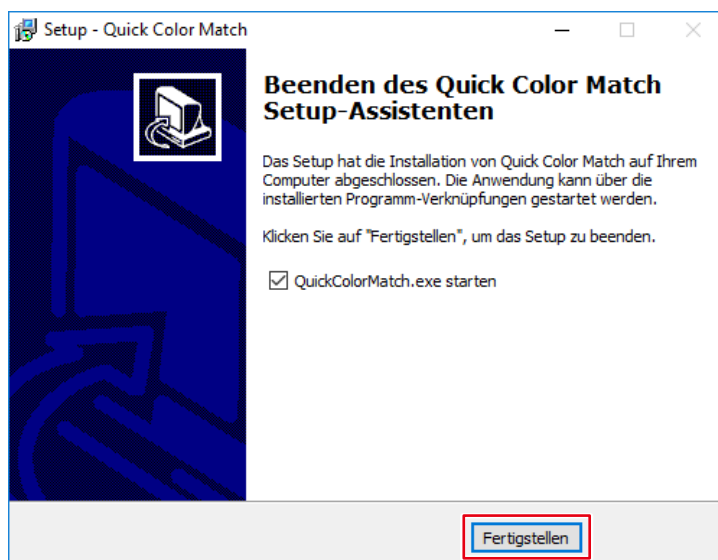 Setup - Quick Color Match
Beenden des Quick Color Match
Setup-Assistenten
Das Setup hat die Installation von Quick Color Match auf Ihrem
Computer abgeschlossen. Die Anwendung kann über die
installierten Programm-Verknüpfungen gestartet werden.
Klicken Sie auf "Fertigstellen", um das Setup zu beenden.
QuickColorMatch.exe starten
Fertigstellen